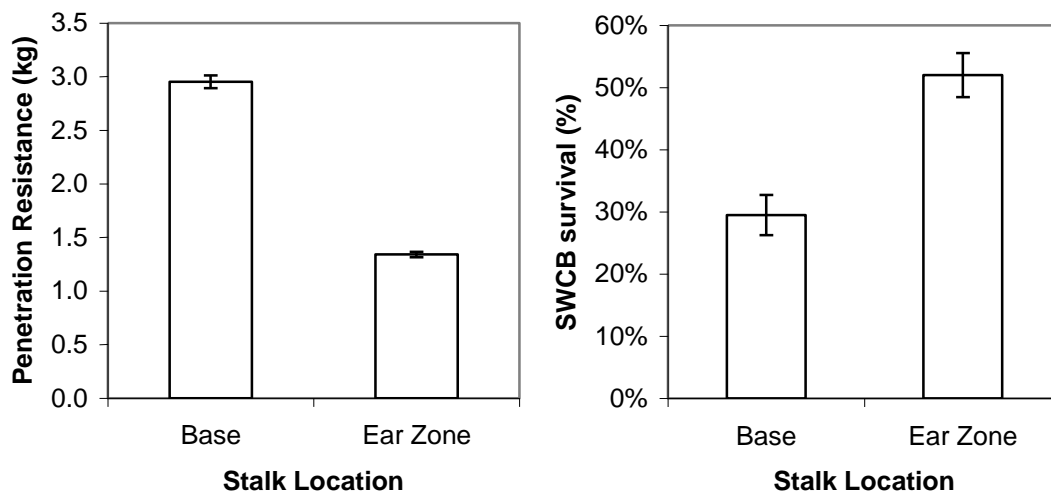 Penetration Resistance (kg)
3.5
3.0
2.5
2.0
1.5
1.0
0.5
0.0
Base
Ear Zone
Stalk Location
SWCB survival (%)
60%
50%
40%
30%
20%
10%
0%
Base
Ear Zone
Stalk Location